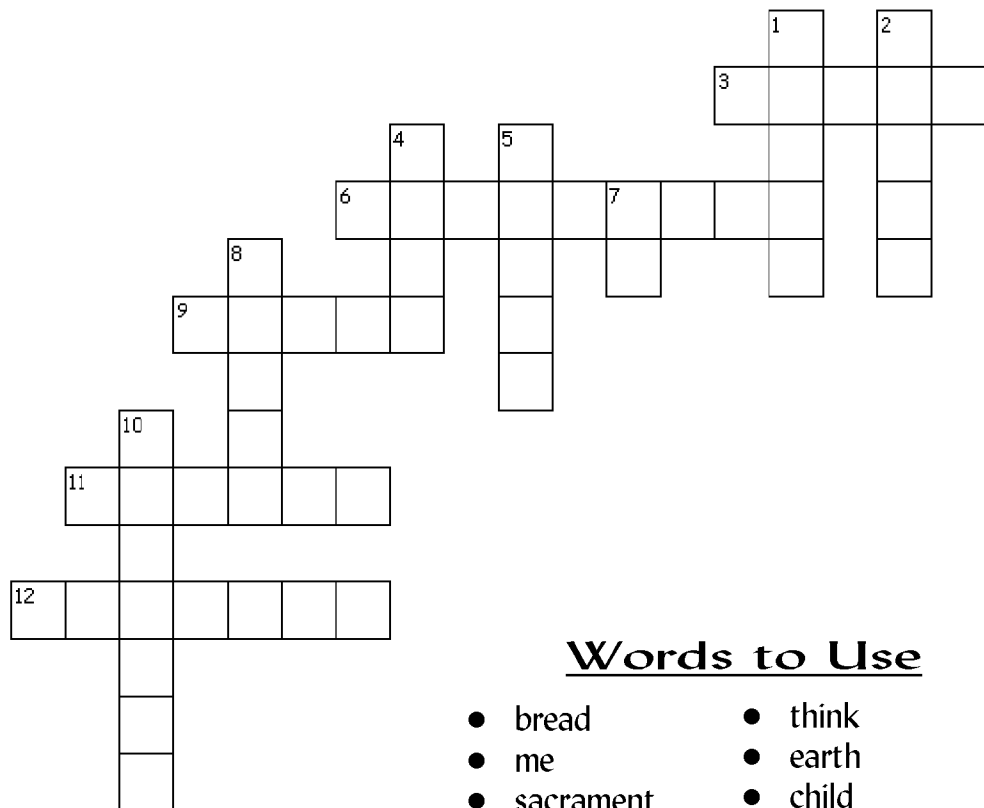 1 2
3
4 5
6 7
8
9
10
11
12
Words to Use
• bread
• me
• sacrament
• think
• earth
• child